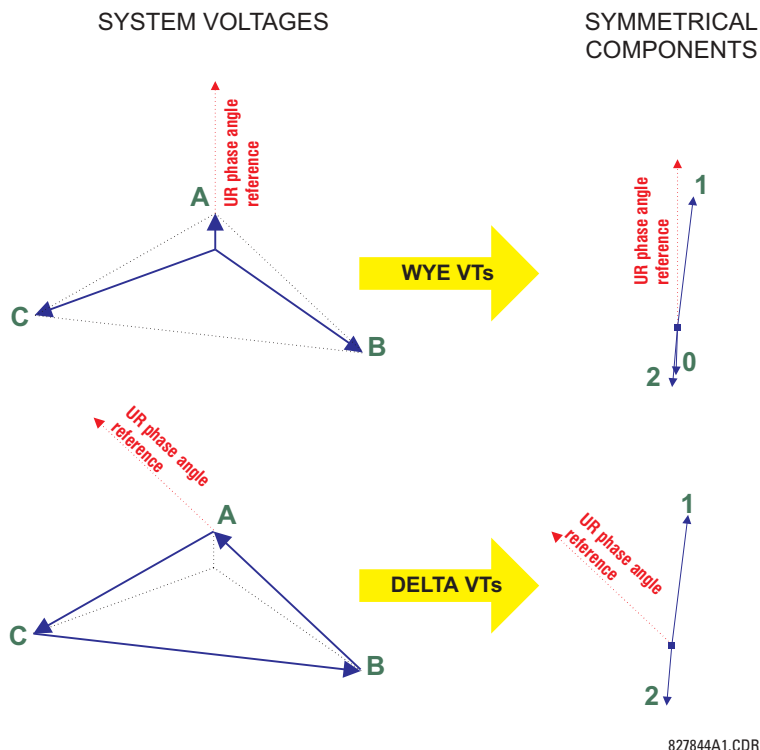 SYSTEM VOLTAGES
SYMMETRICAL
COMPONENTS
UR phase angle
reference
A
C
B
WYE VTs
UR phase angle
reference
1
2
0
UR phase angle
reference
A
C
B
DELTA VTs
UR phase angle
reference
1
2
827844A1.CDR